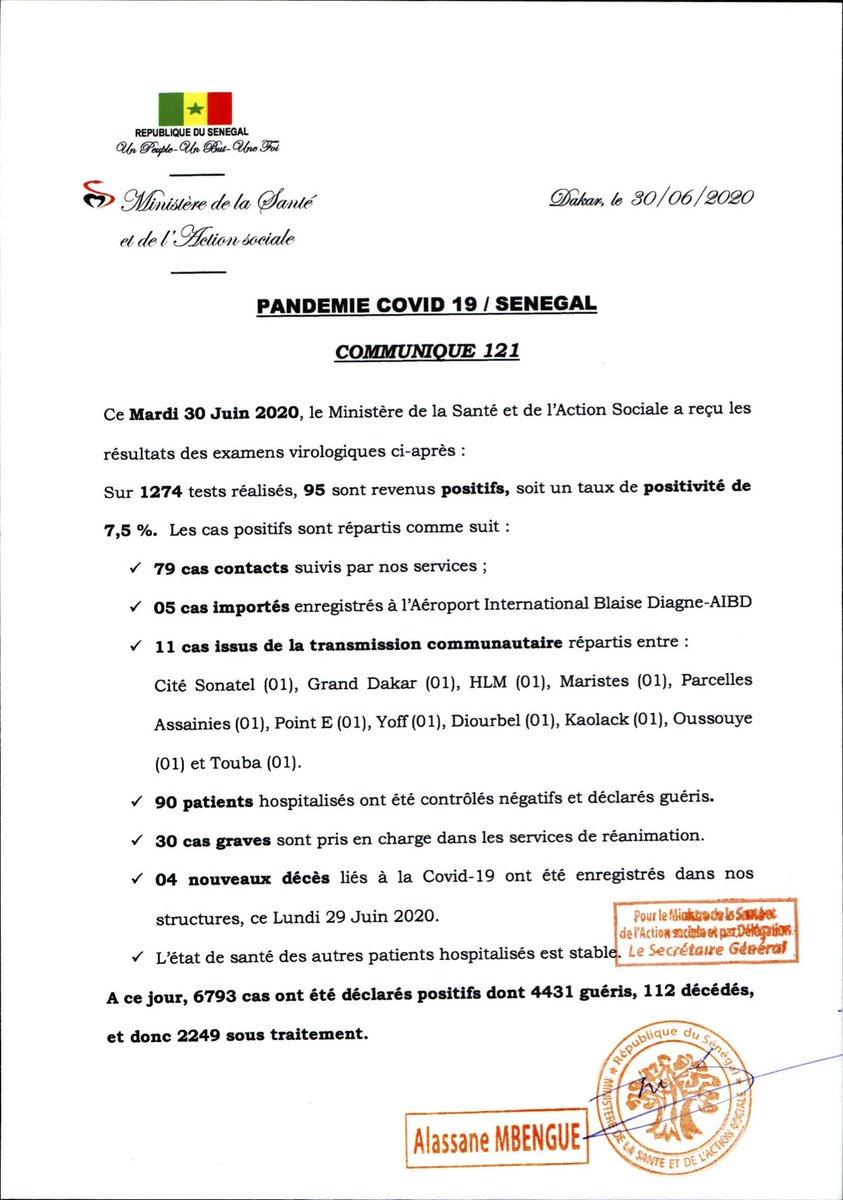 REPUBLIQUE DU SENEGAL
Un Peuple-Un But-Une Foi
Ministère de la Santé
et de l'Action sociale
Dakar, le 30/06/2020
PANDEMIE COVID 19 / SENEGAL
COMMUNIQUE 121
Ce Mardi 30 Juin 2020, le Ministère de la Santé et de l'Action Sociale a reçu les
résultats des examens virologiques ci-après :
Sur 1274 tests réalisés, 95 sont revenus positifs, soit un taux de positivité de
7,5 %. Les cas positifs sont répartis comme suit :
✓ 79 cas contacts suivis par nos services ;
✓ 05 cas importés enregistrés à l'Aéroport International Blaise Diagne-AIBD
✓ 11 cas issus de la transmission communautaire répartis entre :
Cité Sonatel (01), Grand Dakar (01), HLM (01), Maristes (01), Parcelles
Assainies (01), Point E (01), Yoff (01), Diourbel (01), Kaolack (01), Oussouye
(01) et Touba (01).
✓ 90 patients hospitalisés ont été contrôlés négatifs et déclarés guéris.
✓ 30 cas graves sont pris en charge dans les services de réanimation.
✓ 04 nouveaux décès liés à la Covid-19 ont été enregistrés dans nos
structures, ce Lundi 29 Juin 2020.
✓ L'état de santé des autres patients hospitalisés est stable.
Pour le Ministre de la Santé et
de l'Action sociale et par Délégation
Le Secrétaire Général
A ce jour, 6793 cas ont été déclarés positifs dont 4431 guéris, 112 décédés,
et donc 2249 sous traitement.
République du Sénégal
MINISTÈRE DE LA SANTE ET DE L'ACTION SOCIALE
Alassane MBENGUE